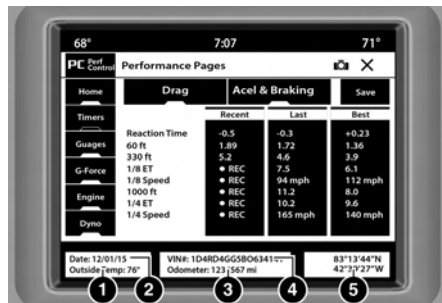 68° 7:07 71°
PC Perf Control Performance Pages
Home Drag Acel & Braking Save
Timers Recent Last Best
Reaction Time -0.5 -0.3 +0.23
Guages 60 ft 1.89 1.72 1.36
330 ft 5.2 4.6 3.9
G-Force 1/8 ET • REC 7.5 6.1
1/8 Speed • REC 94 mph 112 mph
Engine 1000 ft • REC 11.2 8.0
1/4 ET • REC 10.2 9.6
Dyno 1/4 Speed • REC 165 mph 140 mph
Date: 12/01/15 VIN#: 1D4RD4GG5BO6341 83°13'44"N
Outside Temp: 76° Odometer: 123 567 mi 42° 27"W
1 2 3 4 5